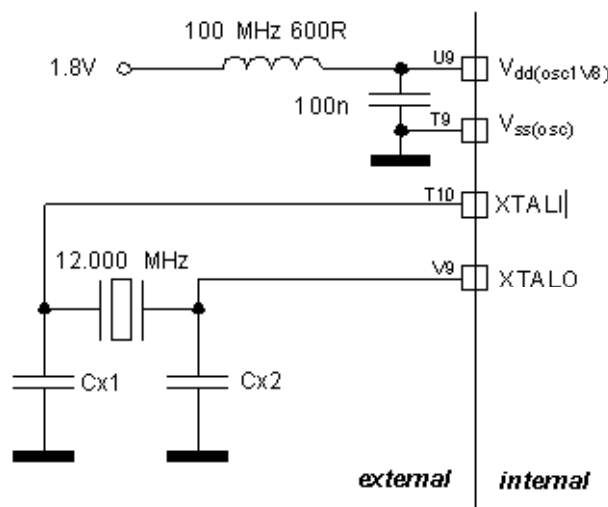 100 MHz 600R
1.8V
U9
Vdd(osc1V8)
100n
T9
Vss(osc)
T10
XTALI
12.000 MHz
V9
XTALO
Cx1
Cx2
external
internal